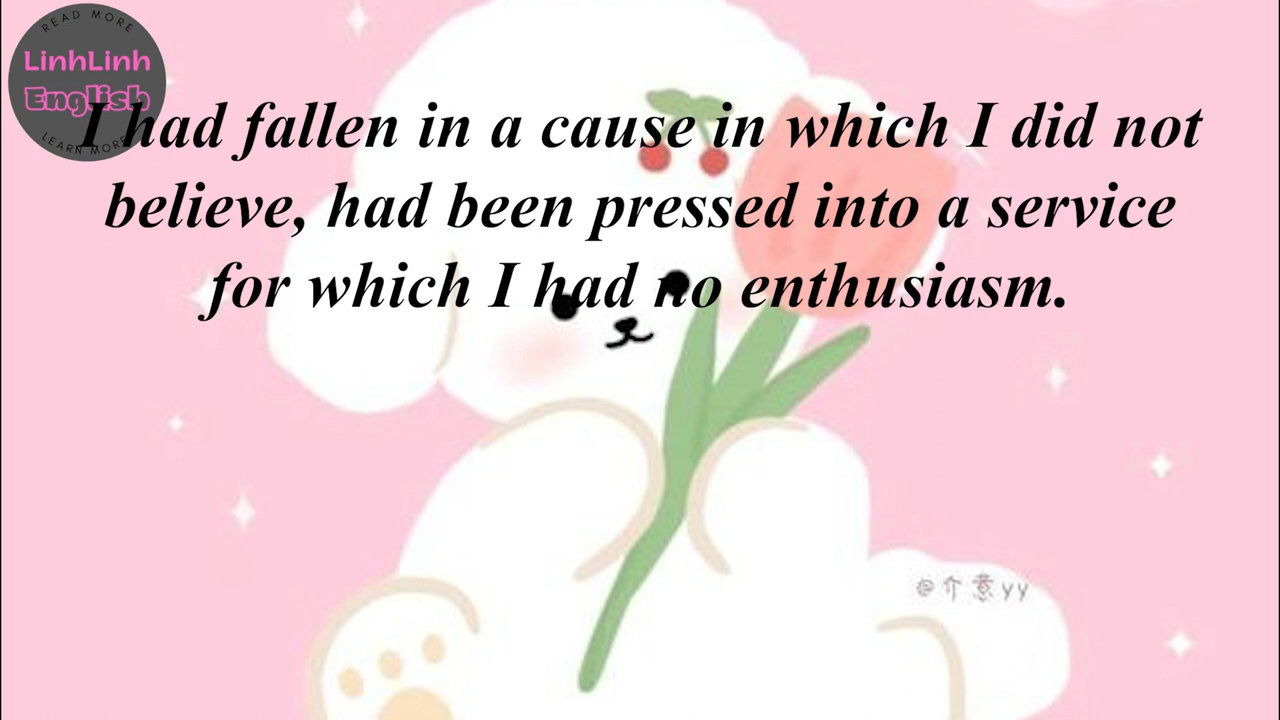 READ MORE
LinhLinh
English
LEARN MORE
I had fallen in a cause in which I did not
believe, had been pressed into a service
for which I had no enthusiasm.
@介意yy